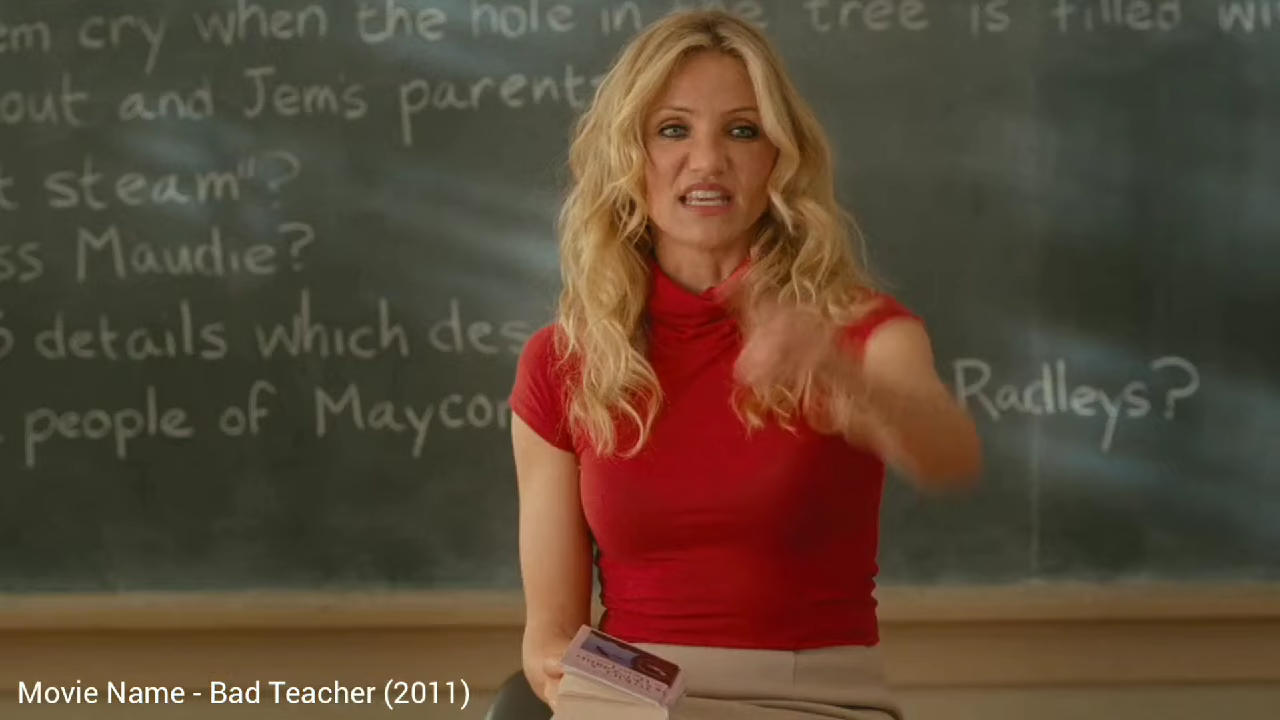 em cry when the hole in the tree is filled wi
out and Jem's parent
t steam"?
ss Maudie?
details which des
Radleys?
people of Maycom
Movie Name - Bad Teacher (2011)